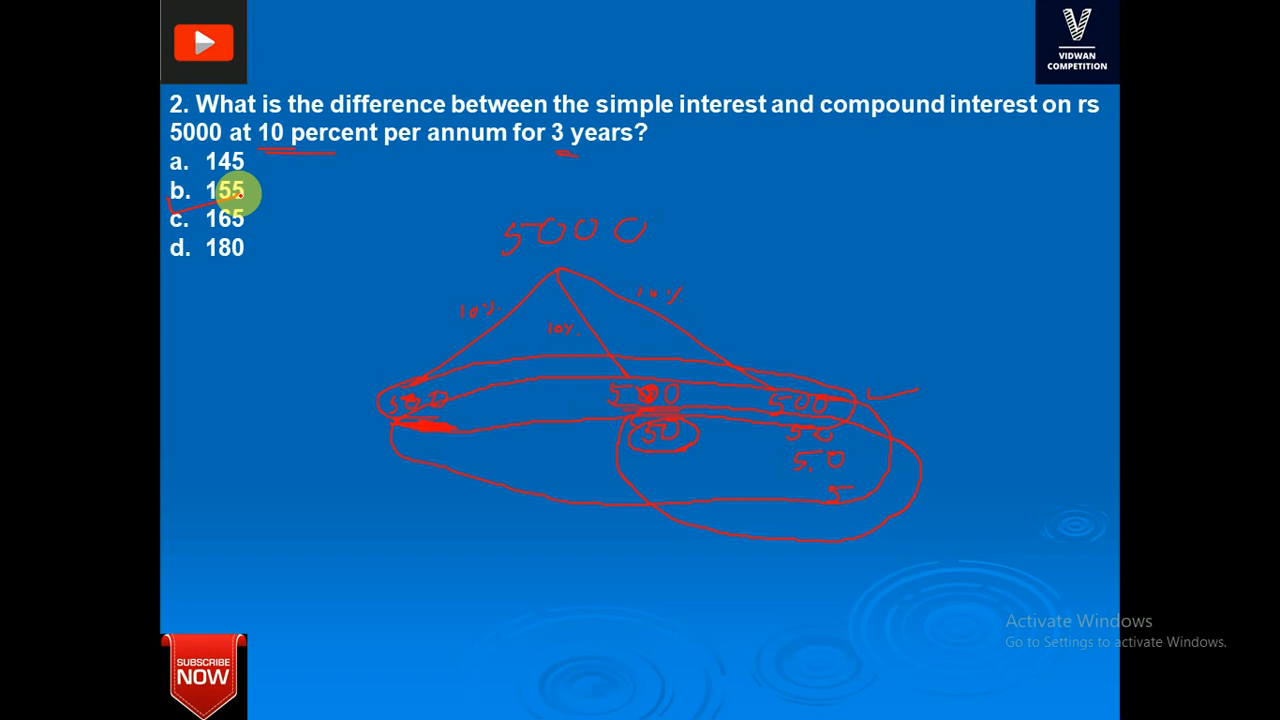 VIDWAN
COMPETITION
2. What is the difference between the simple interest and compound interest on rs
5000 at 10 percent per annum for 3 years?
a. 145
b. 155
c. 165
d. 180
5000
10%
10%.
10%.
500 500 500
50 50
50
5
Activate Windows
Go to Settings to activate Windows.
SUBSCRIBE
NOW